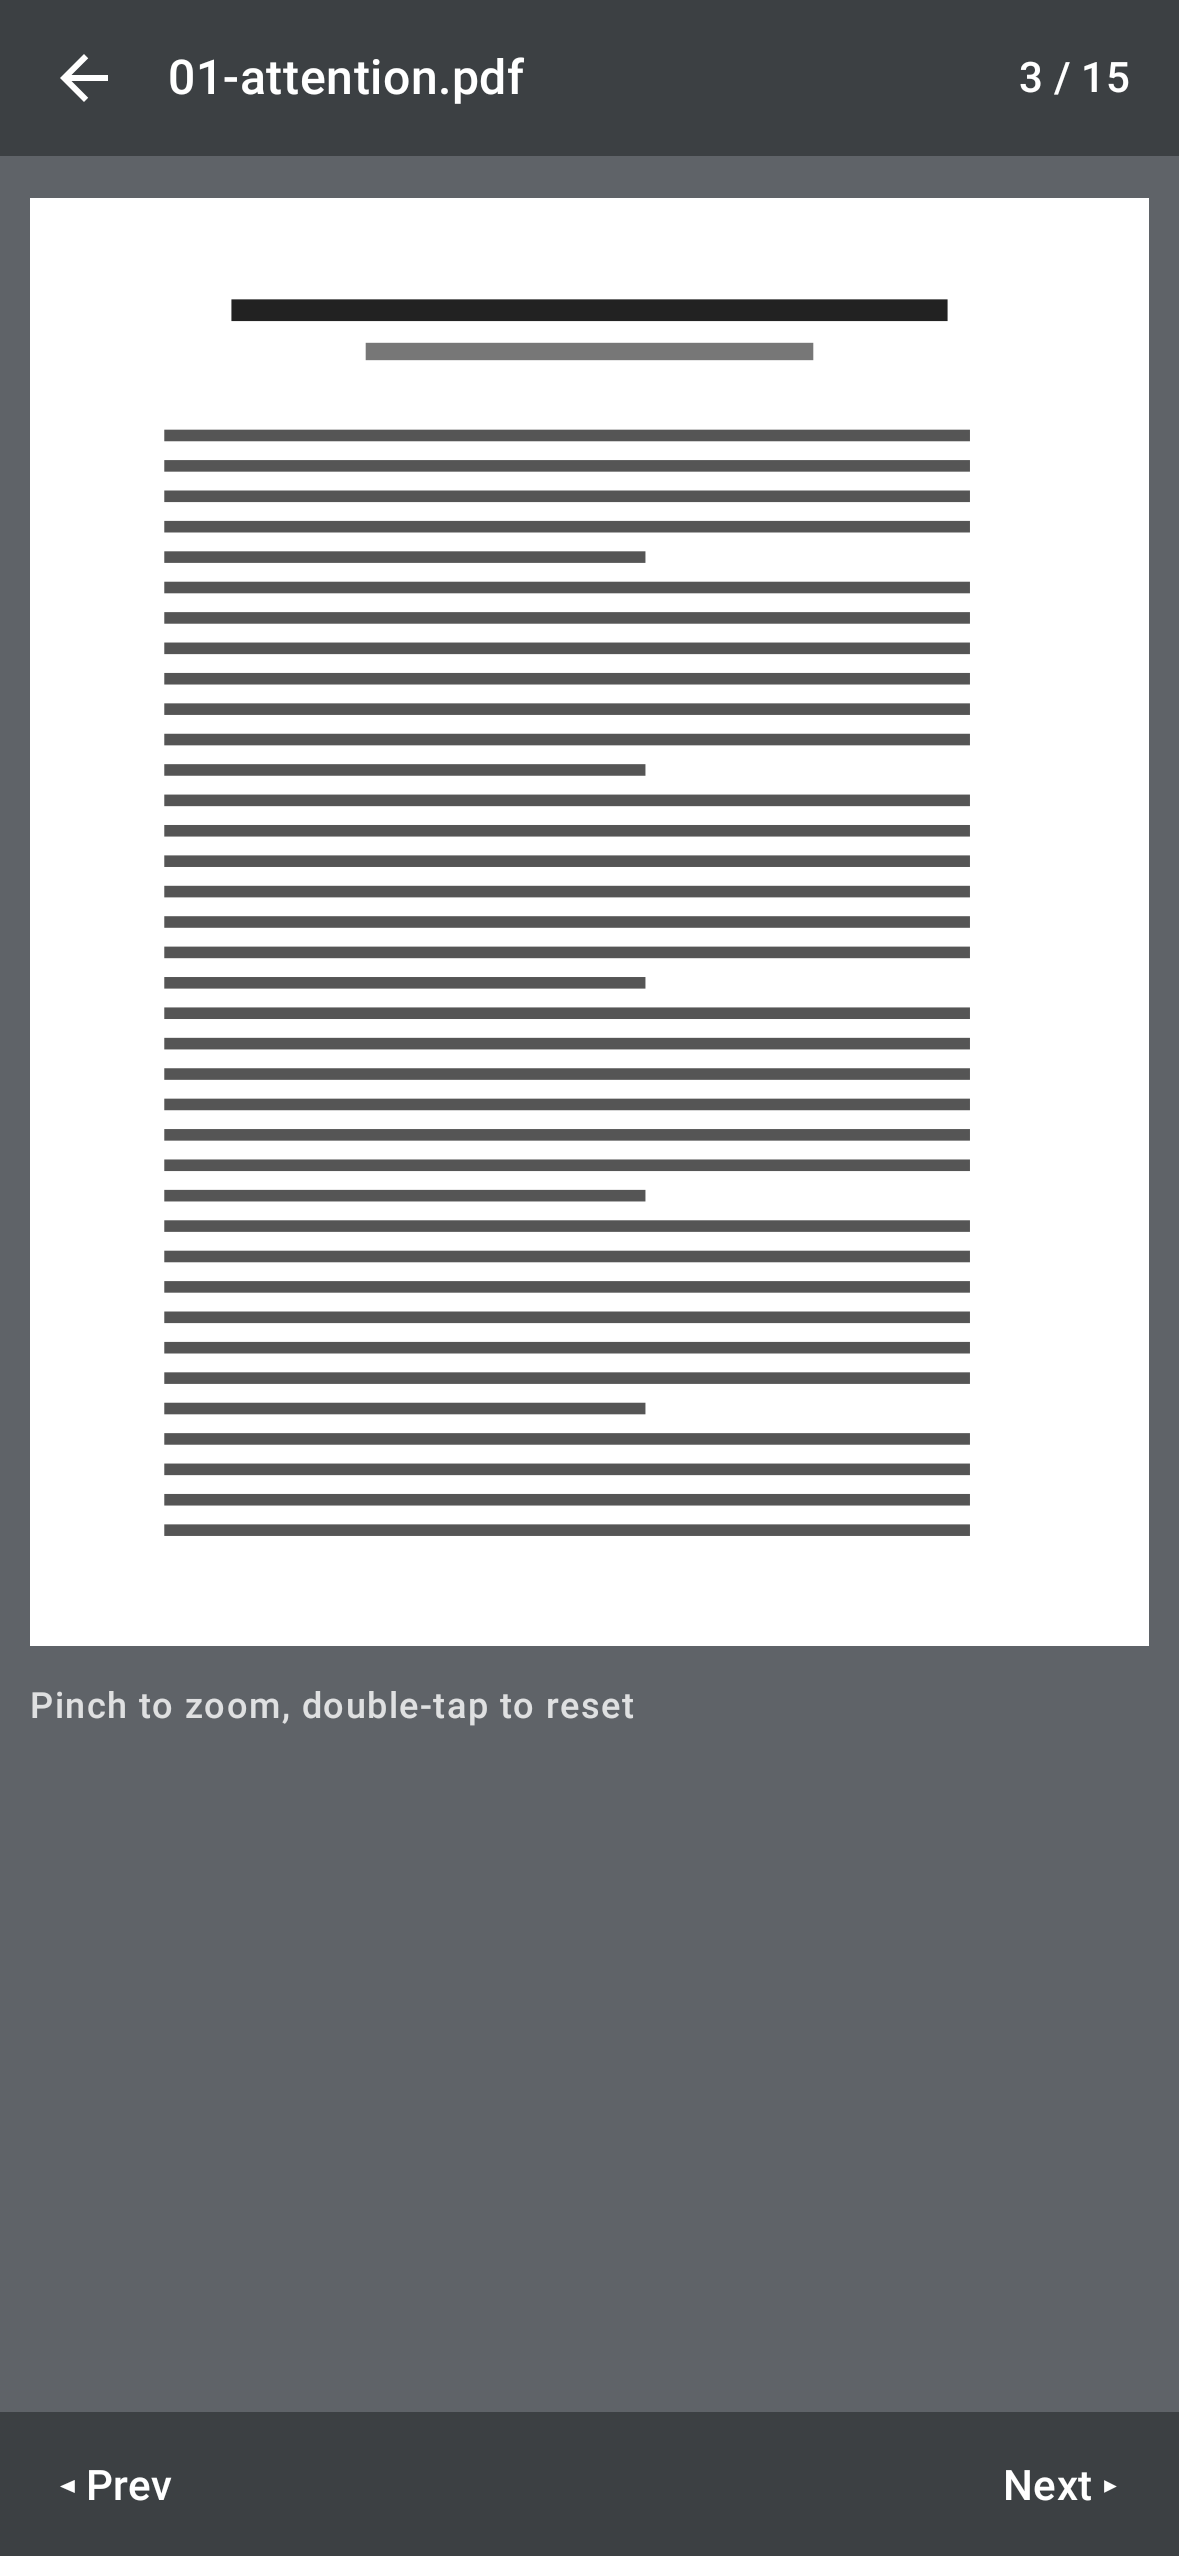 01-attention.pdf
3 / 15
Pinch to zoom, double-tap to reset
Prev
Next